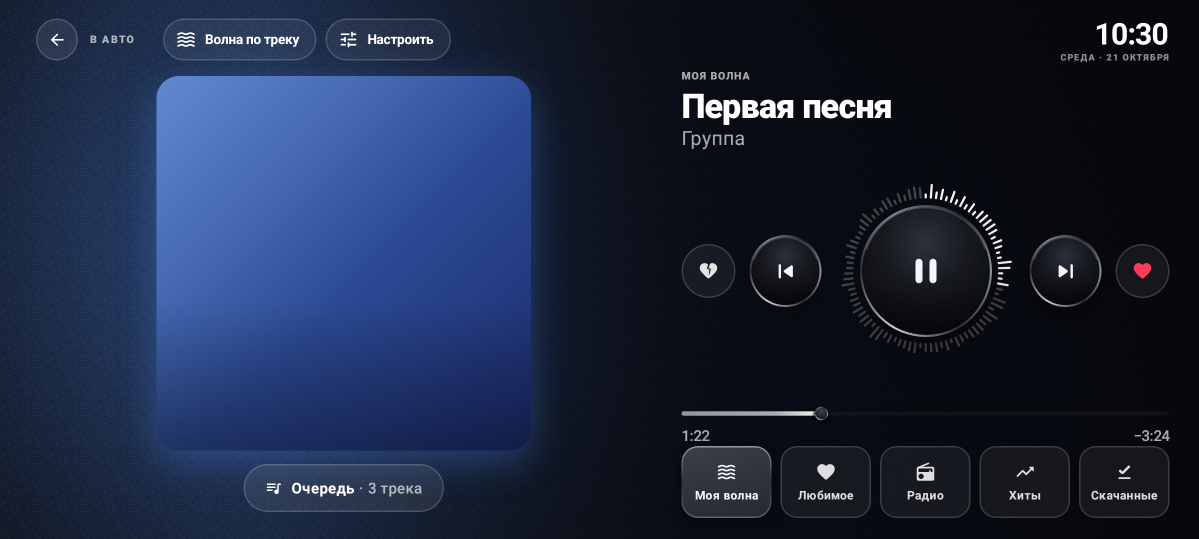 В АВТО
Волна по треку
Настроить
10:30
СРЕДА · 21 ОКТЯБРЯ
МОЯ ВОЛНА
Первая песня
Группа
1:22
−3:24
Очередь · 3 трека
Моя волна
Любимое
Радио
Хиты
Скачанные